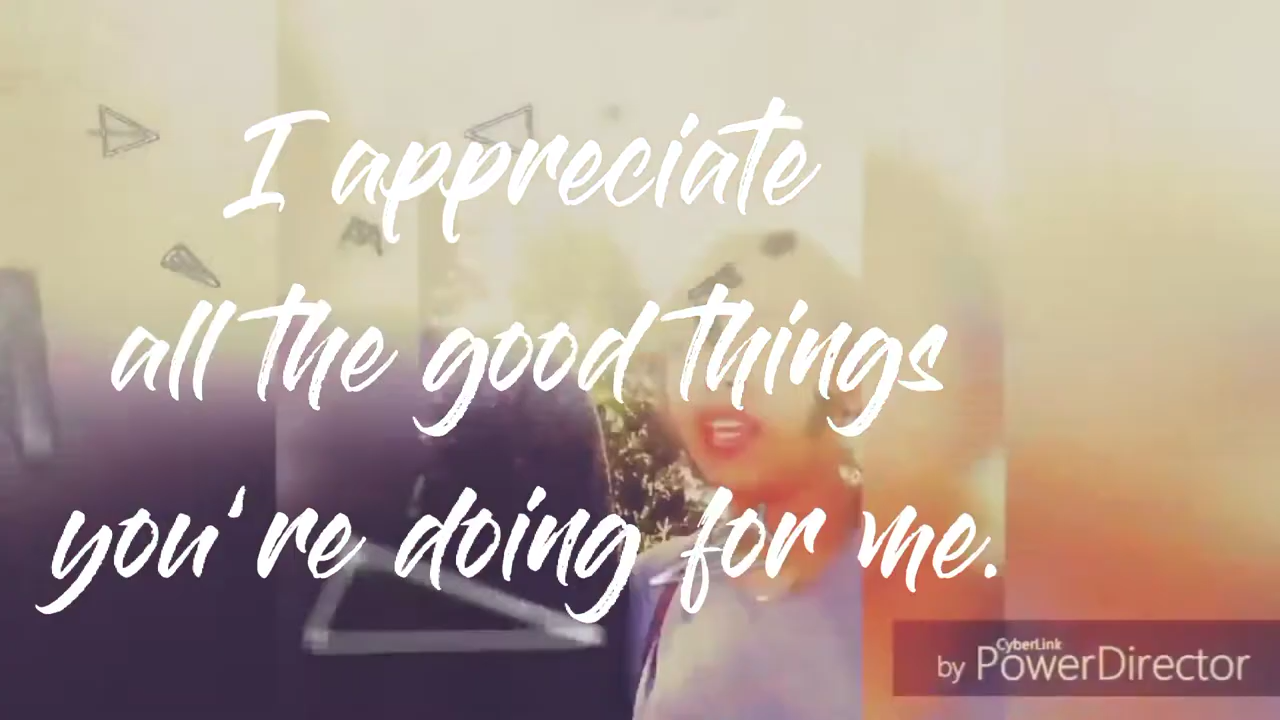 I appreciate
all the good things
you're doing for me.
by CyberLink PowerDirector